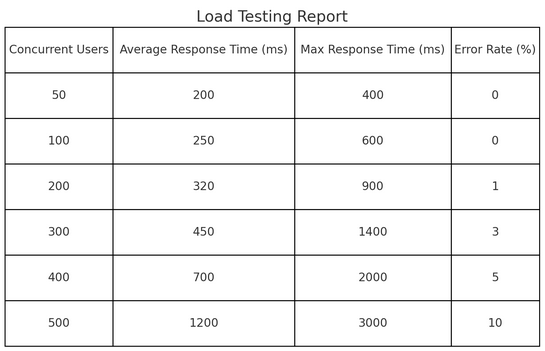 Load Testing Report
Concurrent Users Average Response Time (ms) Max Response Time (ms) Error Rate (%)
50 200 400 0
100 250 600 0
200 320 900 1
300 450 1400 3
400 700 2000 5
500 1200 3000 10